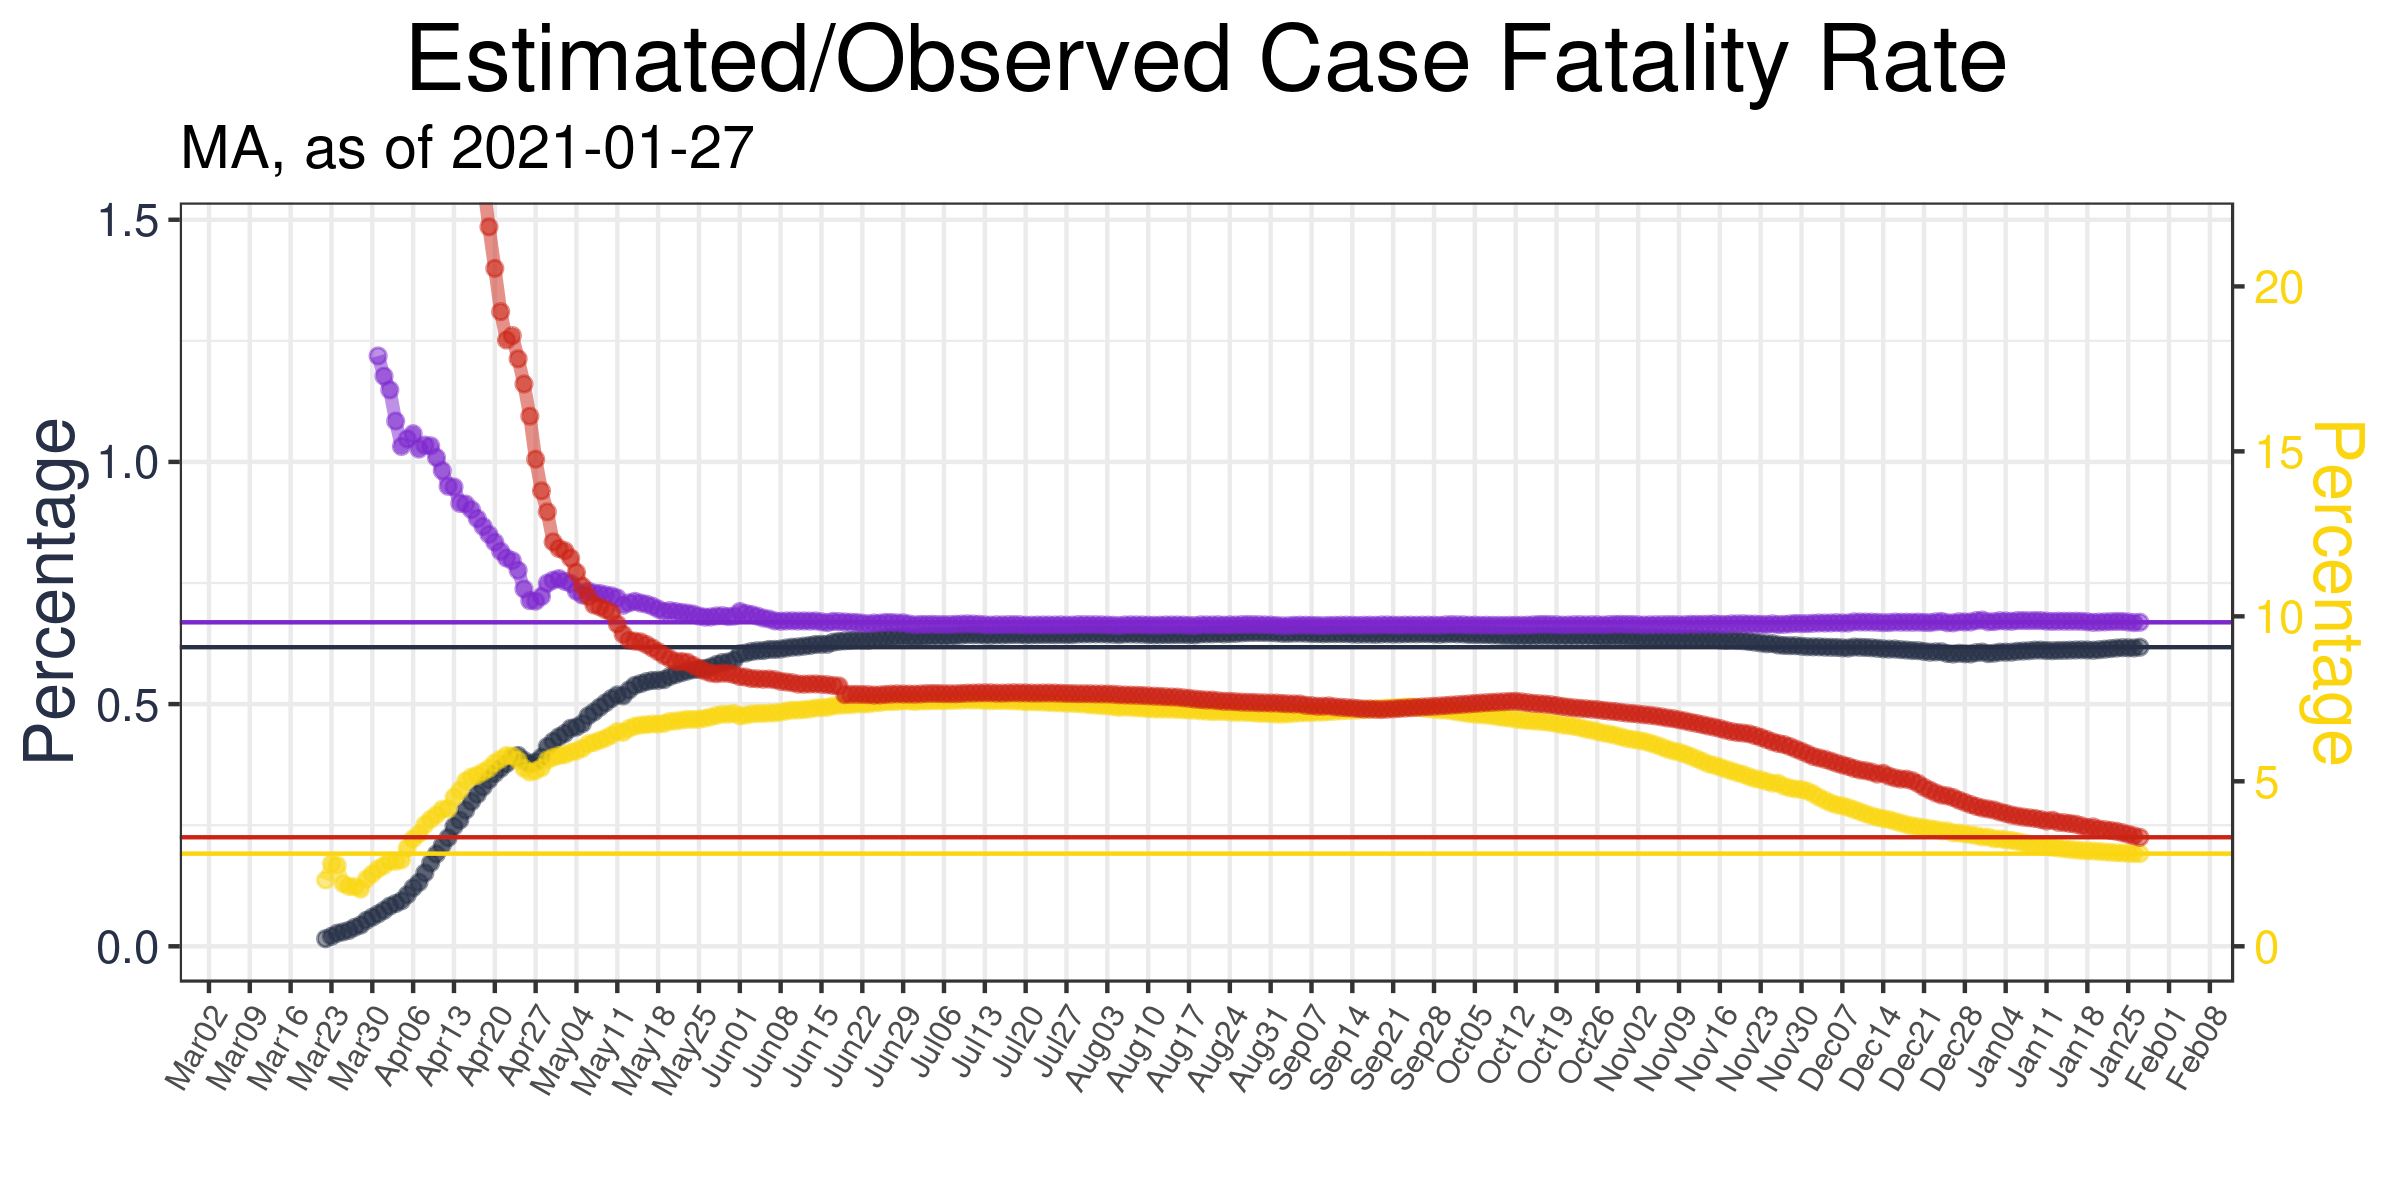 Estimated/Observed Case Fatality Rate
MA, as of 2021-01-27
Percentage
1.5
1.0
0.5
0.0
20
15
10
5
0
Percentage
Mar02
Mar09
Mar16
Mar23
Mar30
Apr06
Apr13
Apr20
Apr27
May04
May11
May18
May25
Jun01
Jun08
Jun15
Jun22
Jun29
Jul06
Jul13
Jul20
Jul27
Aug03
Aug10
Aug17
Aug24
Aug31
Sep07
Sep14
Sep21
Sep28
Oct05
Oct12
Oct19
Oct26
Nov02
Nov09
Nov16
Nov23
Nov30
Dec07
Dec14
Dec21
Dec28
Jan04
Jan11
Jan18
Jan25
Feb01
Feb08